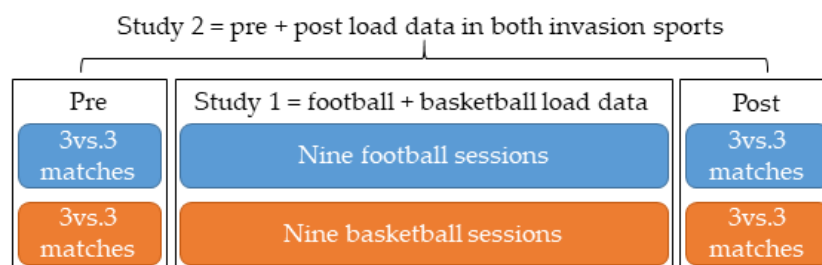 Study 2 = pre + post load data in both invasion sports
Pre
Study 1 = football + basketball load data
Post
3vs.3
matches
Nine football sessions
3vs.3
matches
3vs.3
matches
Nine basketball sessions
3vs.3
matches